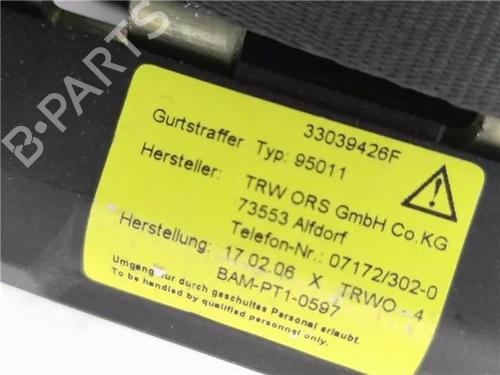 33039426F
Gurtstraffer Typ: 95011
Hersteller: TRW ORS GmbH Co.KG
73553 Alfdorf
Telefon-Nr.: 07172/302-0
Herstellung: 17.02.06 X TRWO - 4
BAM-PT1-0597
Umgang nur durch geschultes Personal erlaubt.
To be handled by qualified personnel only.
B-PARTS